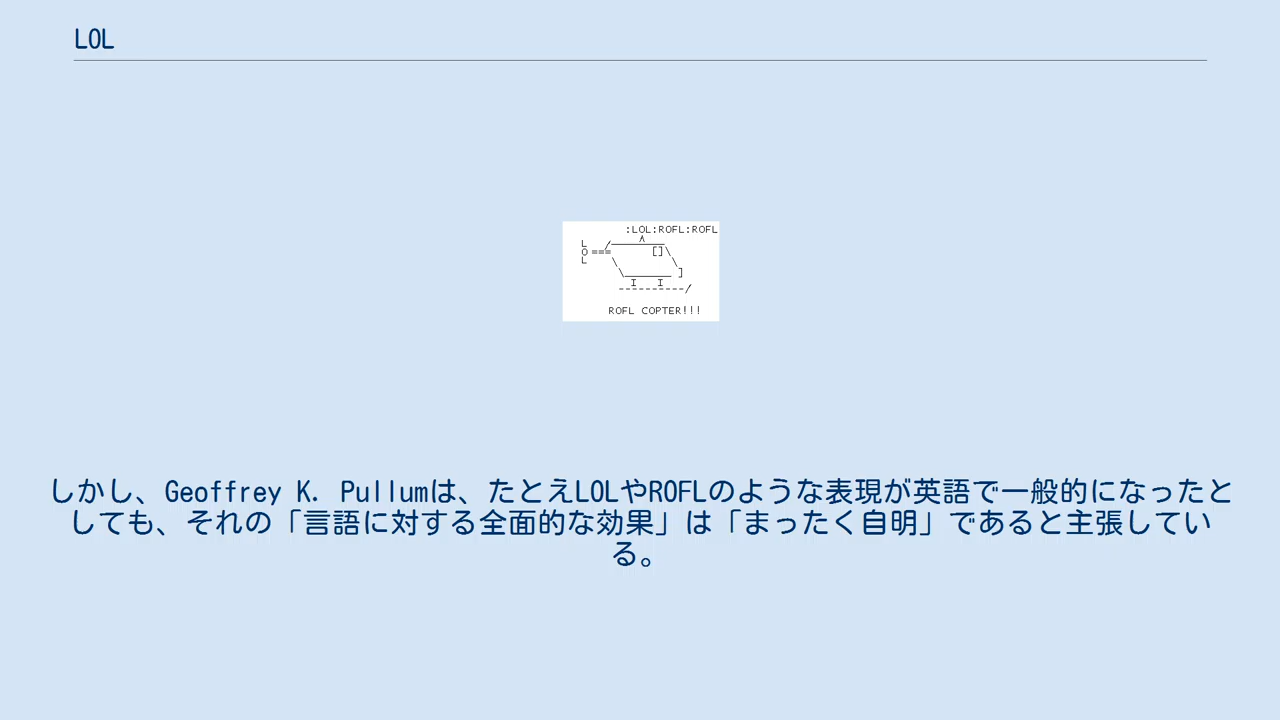 LOL
:LOL:ROFL:ROFL
L
O ===
L
[]
]
I I
----------/
ROFL COPTER!!!
しかし、Geoffrey K. Pullumは、たとえLOLやROFLのような表現が英語で一般的になったと
しても、それの「言語に対する全面的な効果」は「まったく自明」であると主張してい
る。